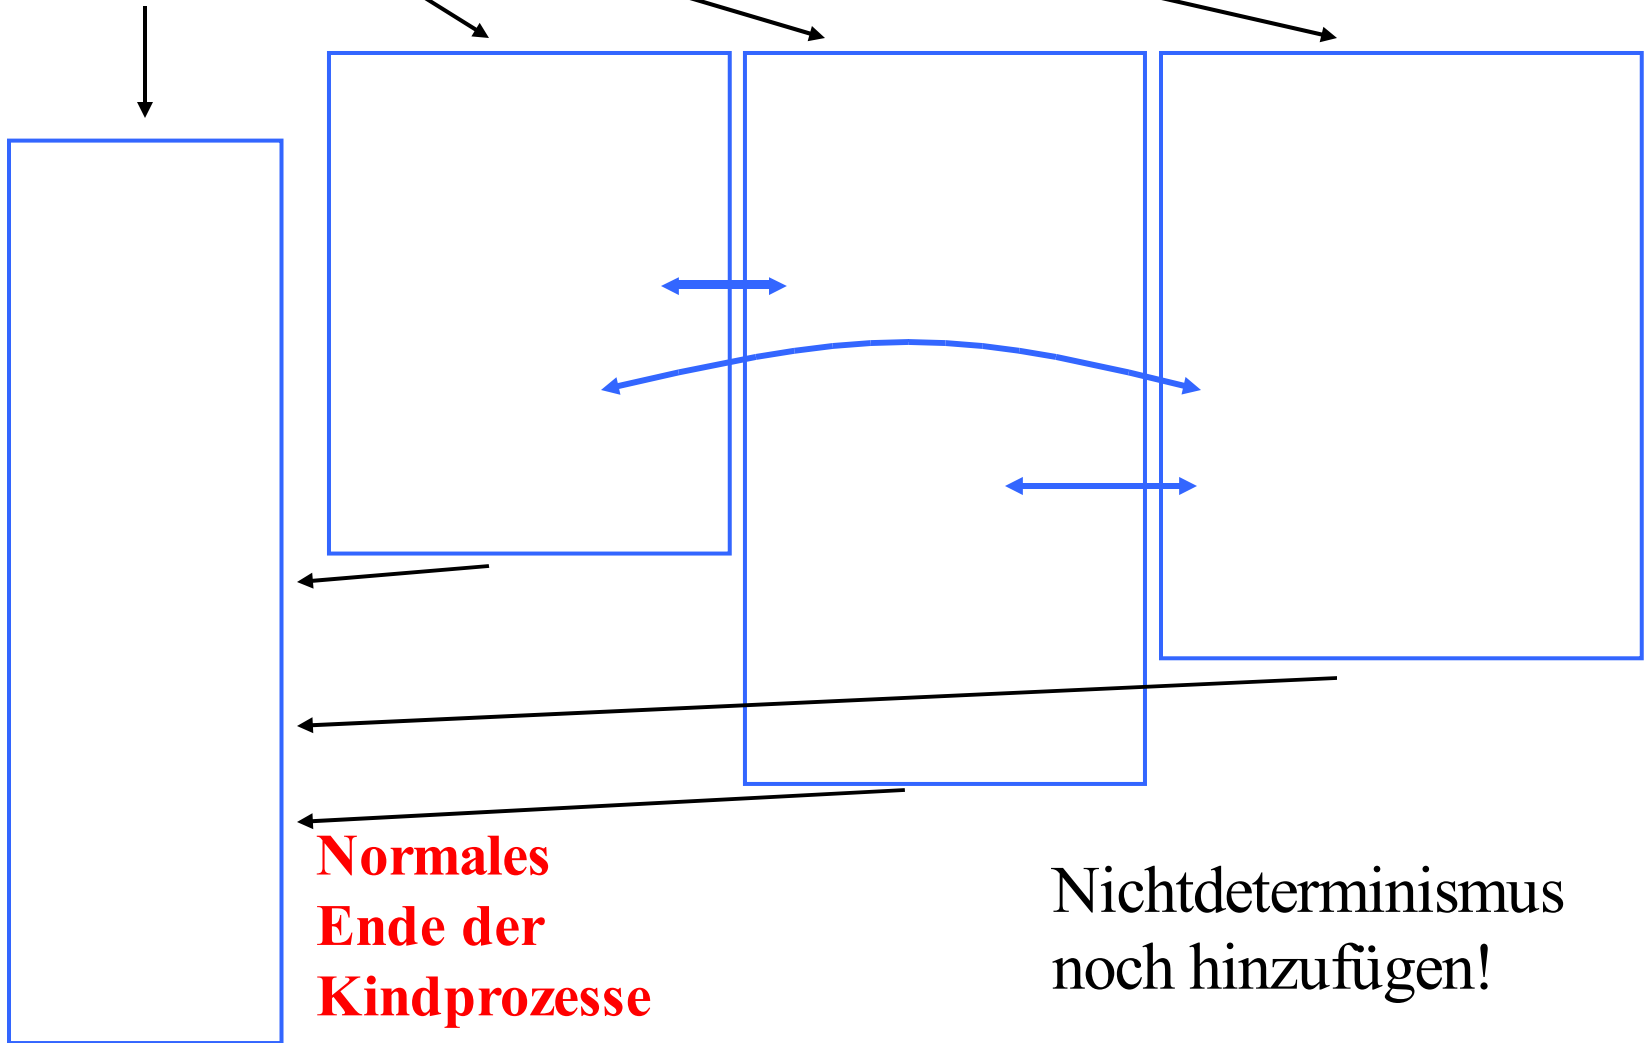 Normales
Ende der
Kindprozesse
Nichtdeterminismus
noch hinzufügen!